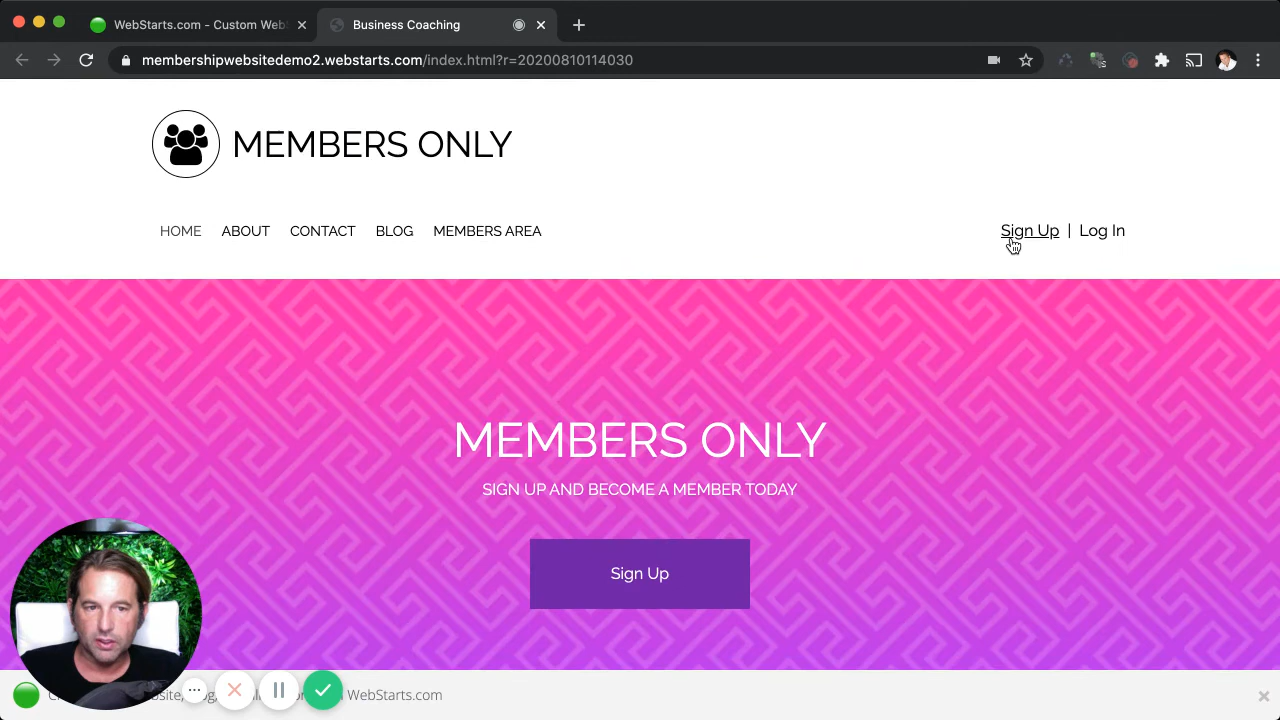 WebStarts.com - Custom Web
Business Coaching
membershipwebsitedemo2.webstarts.com/index.html?r=20200810114030
MEMBERS ONLY
HOME ABOUT CONTACT BLOG MEMBERS AREA
Sign Up | Log In
MEMBERS ONLY
SIGN UP AND BECOME A MEMBER TODAY
Sign Up
WebStarts.com